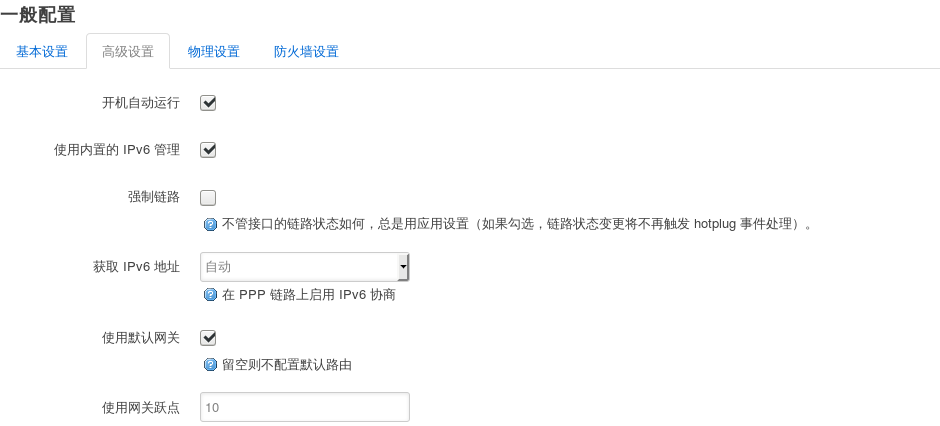 一般配置
基本设置 高级设置 物理设置 防火墙设置
开机自动运行
使用内置的 IPv6 管理
强制链路
不管接口的链路状态如何，总是用应用设置（如果勾选，链路状态变更将不再触发 hotplug 事件处理）。
获取 IPv6 地址 自动
在 PPP 链路上启用 IPv6 协商
使用默认网关
留空则不配置默认路由
使用网关跃点 10